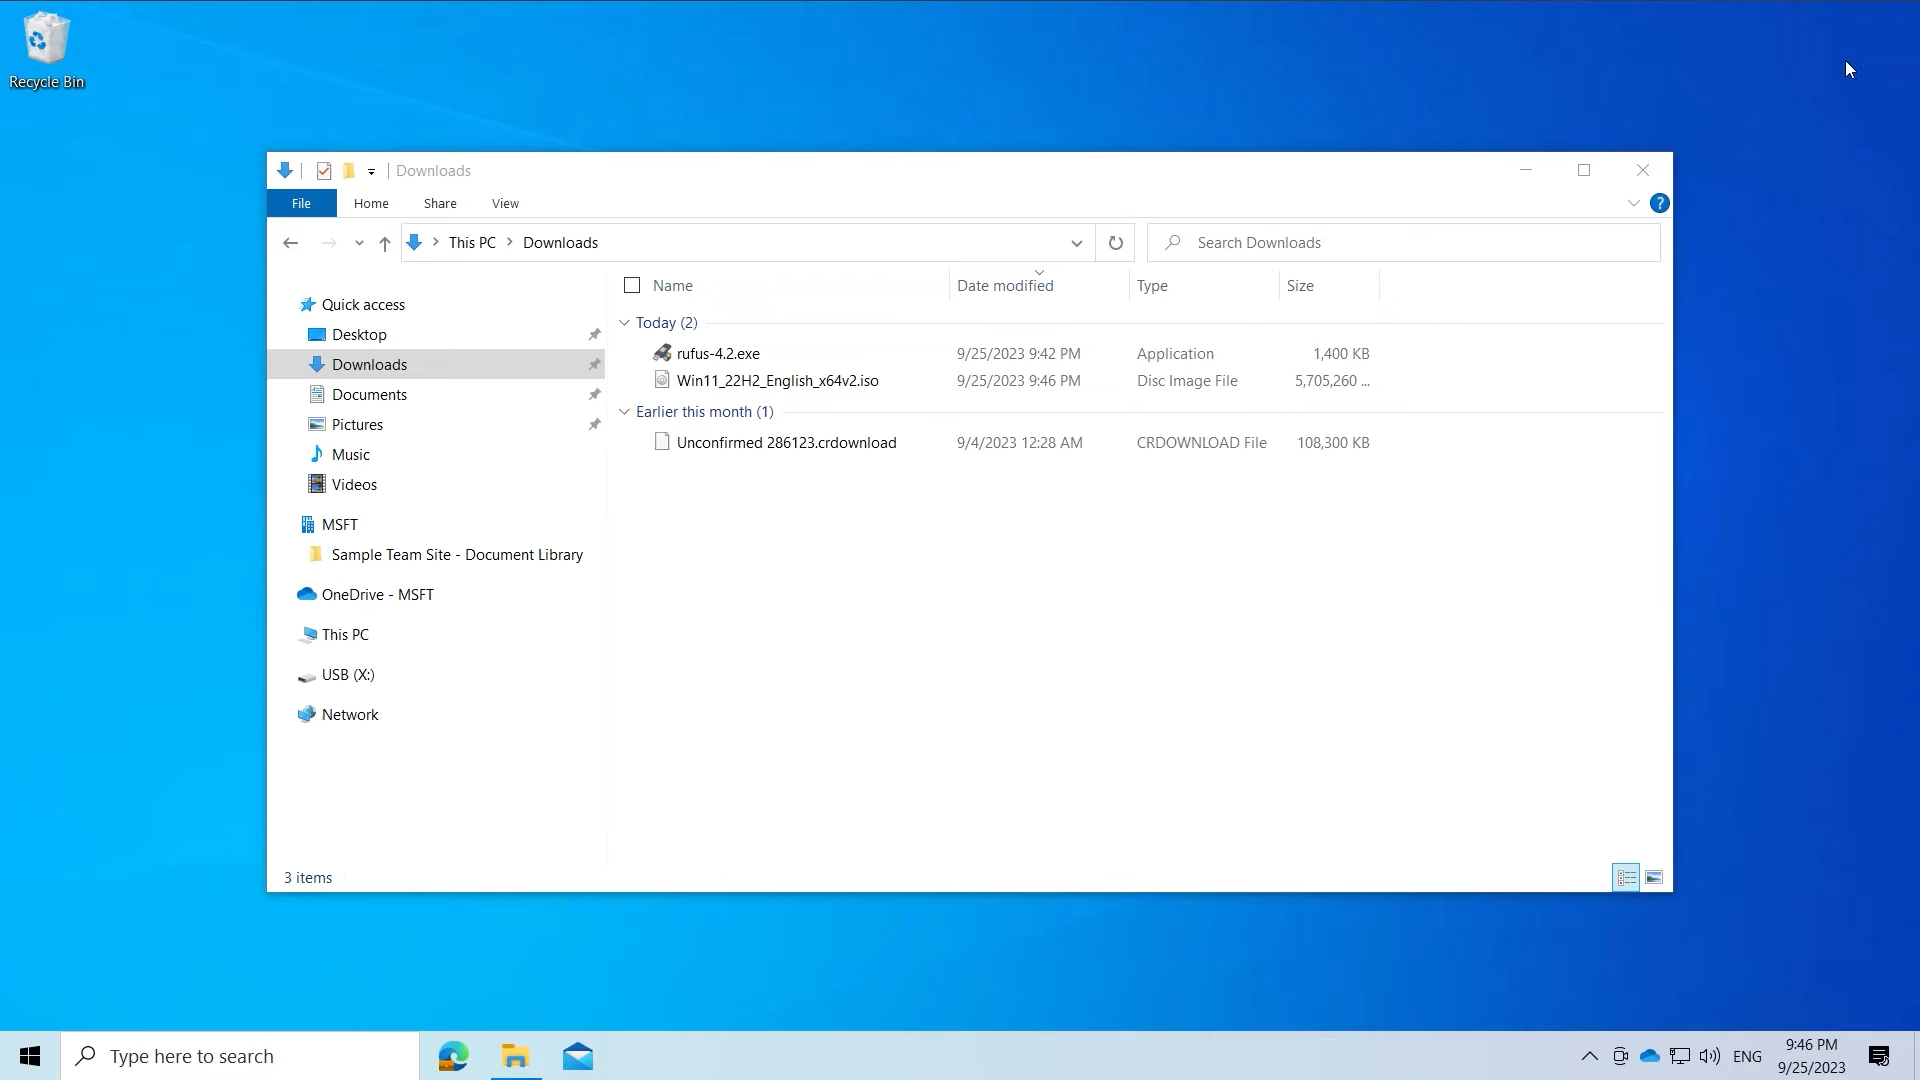 Recycle Bin
Downloads
File Home Share View
This PC Downloads
Search Downloads
Name Date modified Type Size
Quick access
Desktop
Downloads
Documents
Pictures
Music
Videos
MSFT
Sample Team Site - Document Library
OneDrive - MSFT
This PC
USB (X:)
Network
Today (2)
rufus-4.2.exe 9/25/2023 9:42 PM Application 1,400 KB
Win11_22H2_English_x64v2.iso 9/25/2023 9:46 PM Disc Image File 5,705,260 ...
Earlier this month (1)
Unconfirmed 286123.crdownload 9/4/2023 12:28 AM CRDOWNLOAD File 108,300 KB
3 items
Type here to search
ENG
9:46 PM
9/25/2023